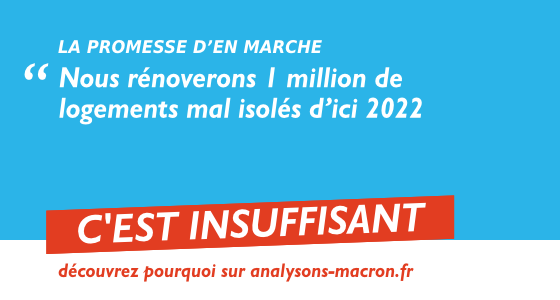 LA PROMESSE D’EN MARCHE
“ Nous rénoverons 1 million de
logements mal isolés d’ici 2022
C'EST INSUFFISANT
découvrez pourquoi sur analysons-macron.fr